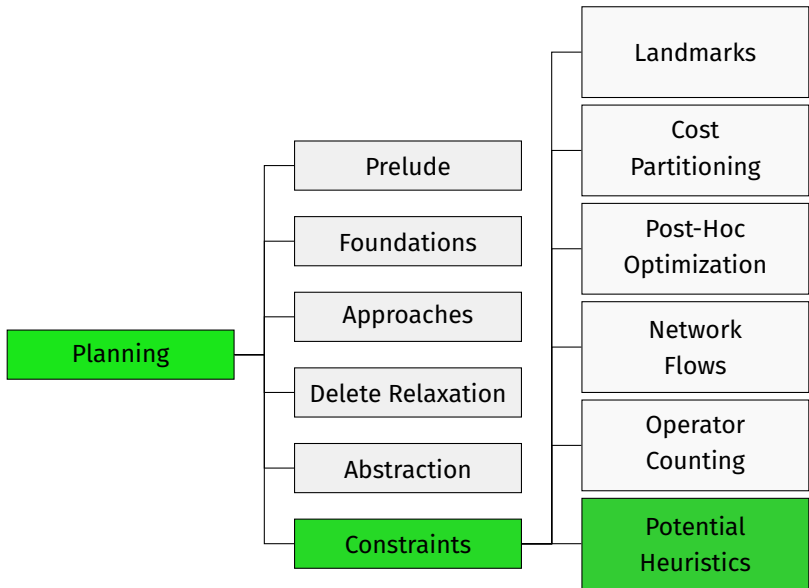 Planning
Prelude
Foundations
Approaches
Delete Relaxation
Abstraction
Constraints
Landmarks
Cost
Partitioning
Post-Hoc
Optimization
Network
Flows
Operator
Counting
Potential
Heuristics